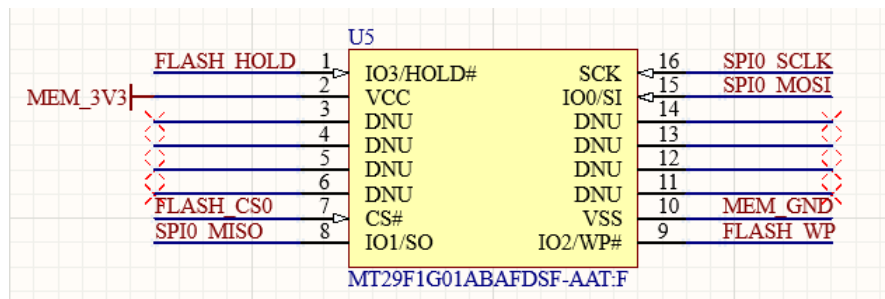 U5
FLASH_HOLD 1 IO3/HOLD# SCK 16 SPI0_SCLK
MEM_3V3 2 VCC IO0/SI 15 SPI0_MOSI
3 DNU DNU 14
4 DNU DNU 13
5 DNU DNU 12
6 DNU DNU 11
FLASH_CS0 7 CS# VSS 10 MEM_GND
SPI0_MISO 8 IO1/SO IO2/WP# 9 FLASH_WP
MT29F1G01ABAFDSF-AAT:F